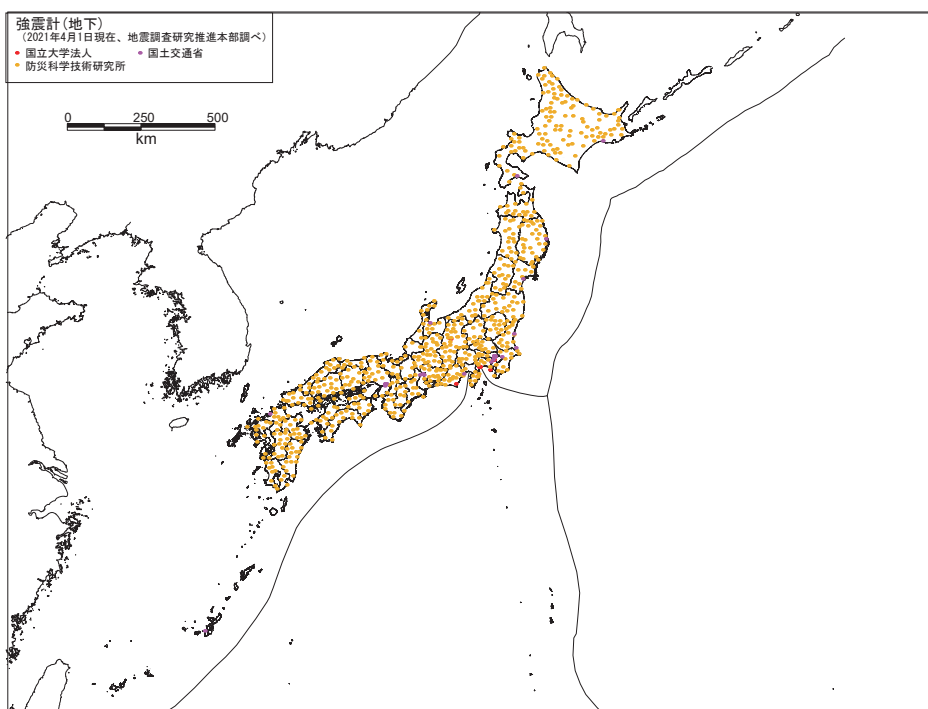 強震計(地下)
(2021年4月1日現在、地震調査研究推進本部調べ)
国立大学法人 国土交通省
防災科学技術研究所
0 250 500
km